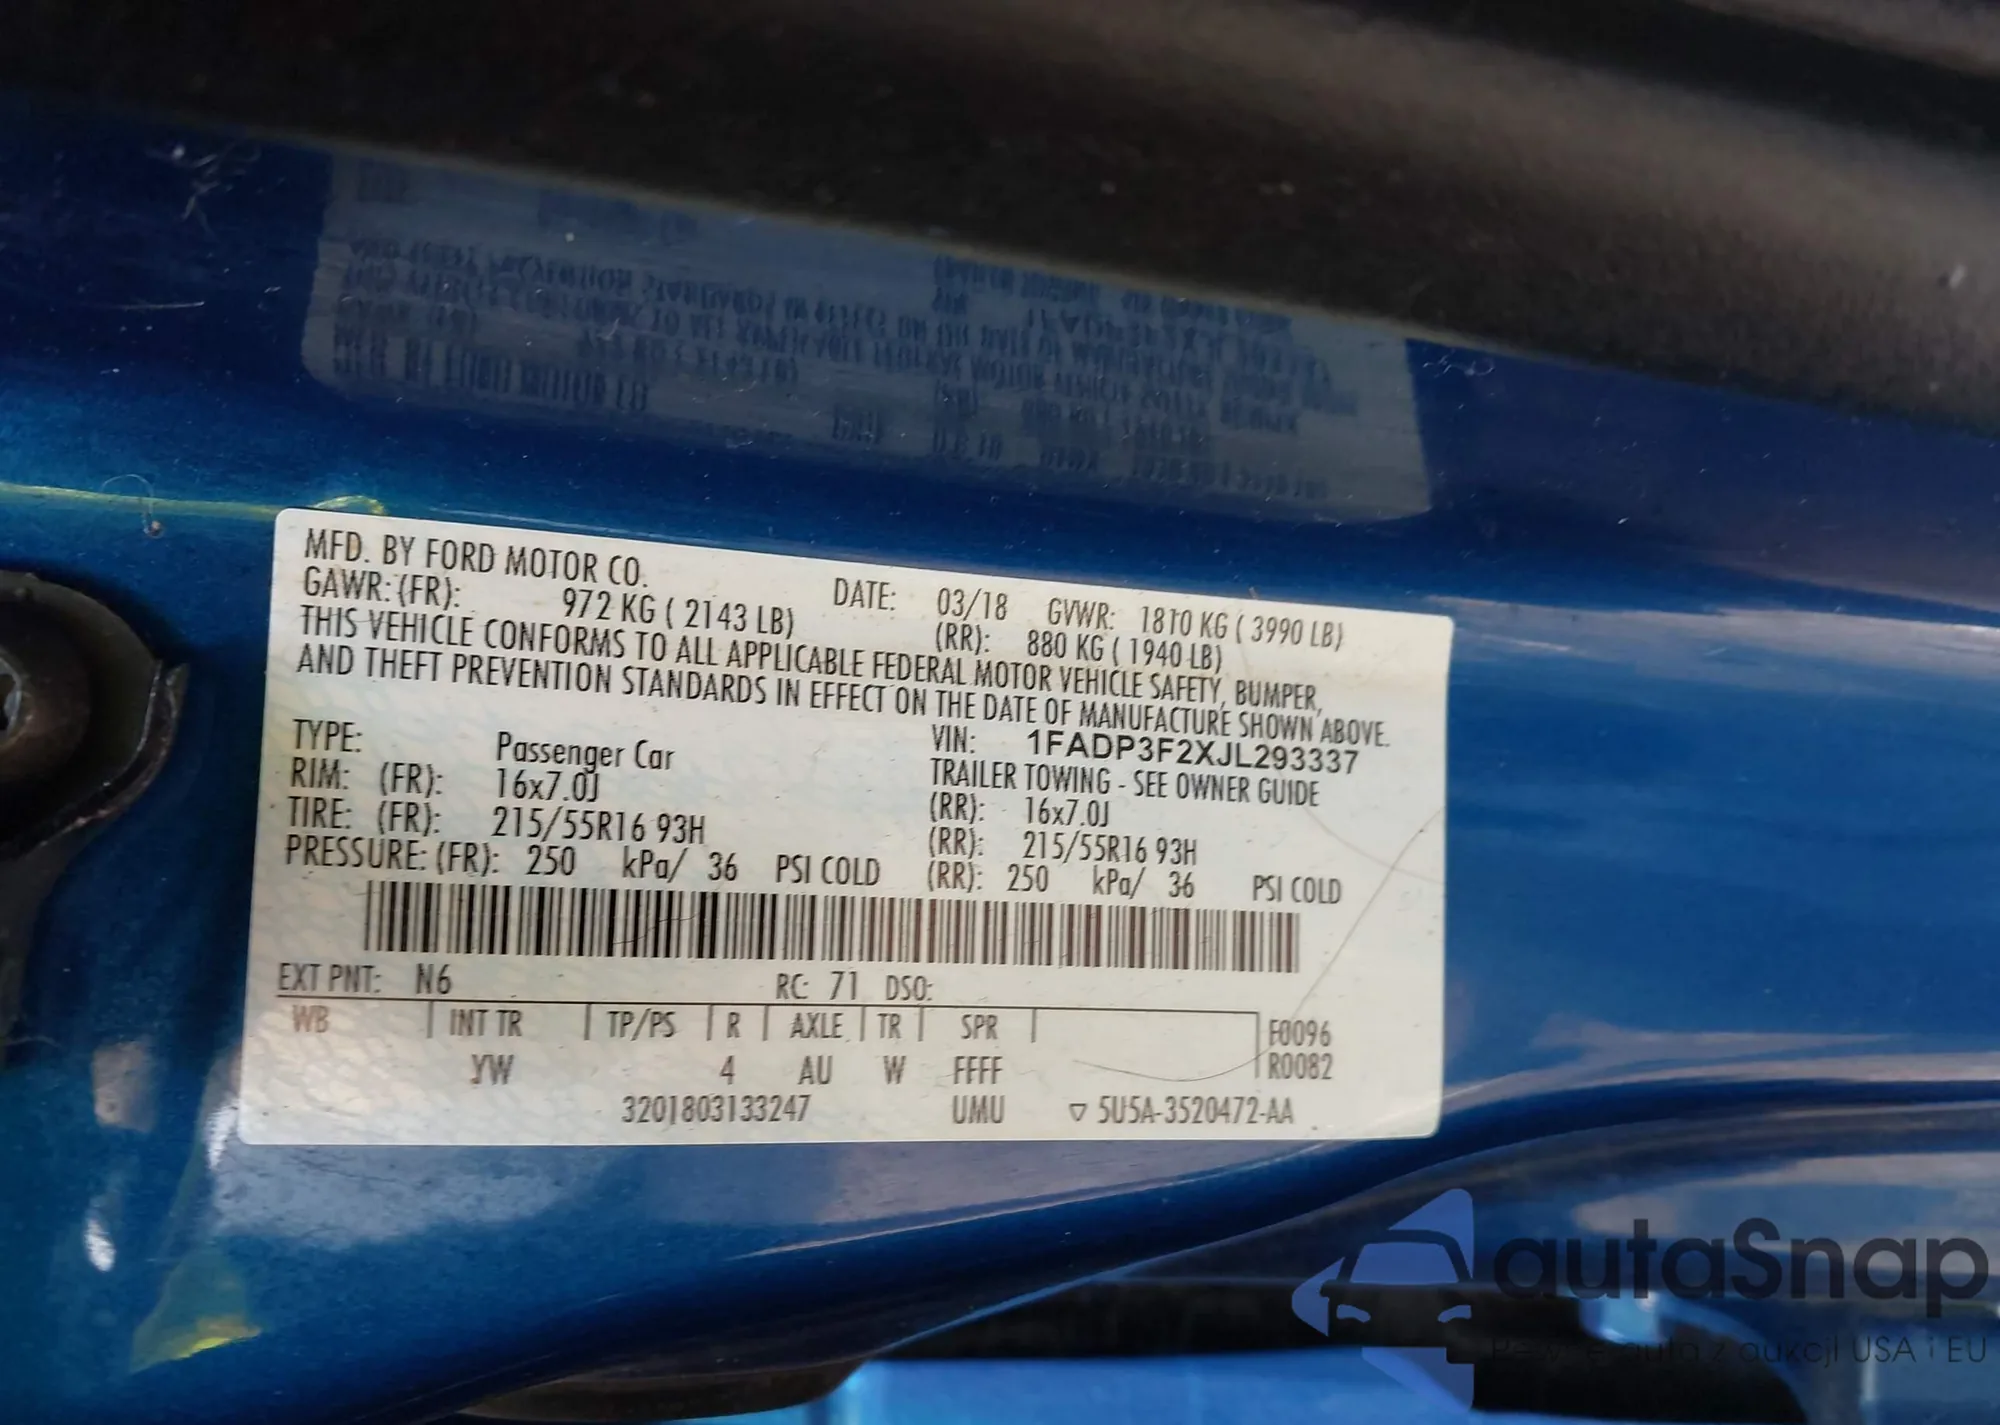 MFD. BY FORD MOTOR CO. DATE: 03/18 GVWR: 1810 KG ( 3990 LB)
GAWR: (FR): 972 KG ( 2143 LB) (RR): 880 KG ( 1940 LB)
THIS VEHICLE CONFORMS TO ALL APPLICABLE FEDERAL MOTOR VEHICLE SAFETY, BUMPER,
AND THEFT PREVENTION STANDARDS IN EFFECT ON THE DATE OF MANUFACTURE SHOWN ABOVE.
VIN: 1FADP3F2XJL293337
TYPE: Passenger Car TRAILER TOWING - SEE OWNER GUIDE
RIM: (FR): 16x7.0J (RR): 16x7.0J
TIRE: (FR): 215/55R16 93H (RR): 215/55R16 93H
PRESSURE: (FR): 250 kPa/ 36 PSI COLD (RR): 250 kPa/ 36 PSI COLD
EXT PNT: N6 RC: 71 DSO:
WB INT TR TP/PS R AXLE TR SPR F0096
YW 4 AU W FFFF R0082
3201803133247 UMU ▽ 5U5A-3520472-AA
autaSnap
auta z aukcji USA i EU